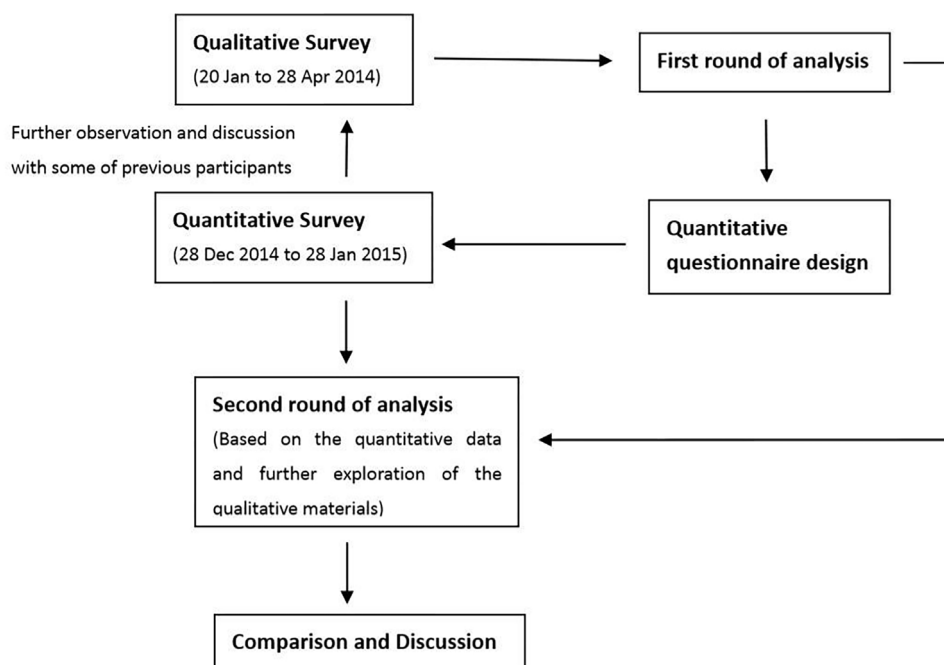 Qualitative Survey
(20 Jan to 28 Apr 2014)
First round of analysis
Further observation and discussion
with some of previous participants
Quantitative Survey
(28 Dec 2014 to 28 Jan 2015)
Quantitative
questionnaire design
Second round of analysis
(Based on the quantitative data
and further exploration of the
qualitative materials)
Comparison and Discussion